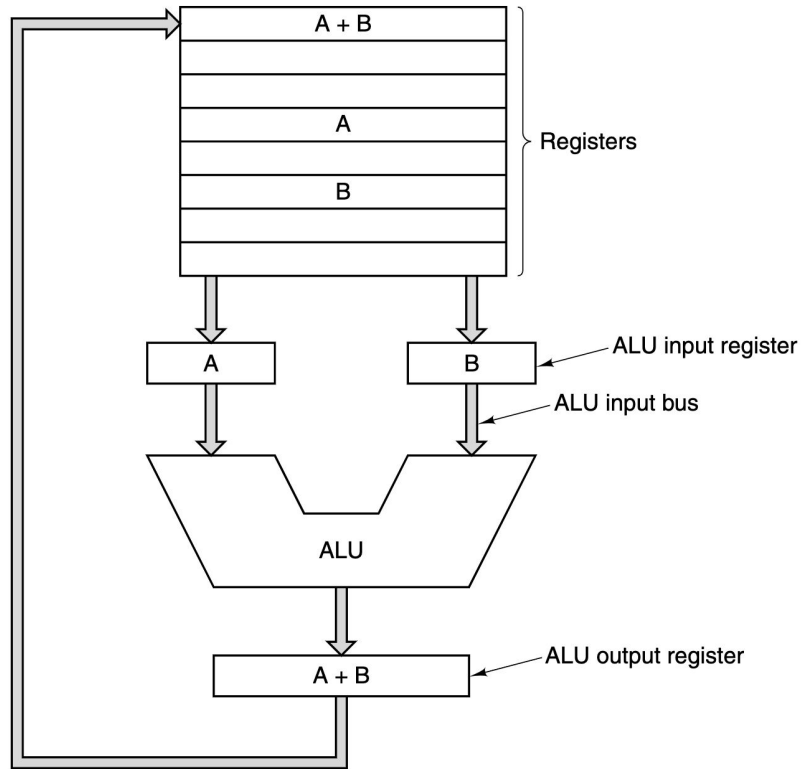 A + B
A
Registers
B
A
B
ALU input register
ALU input bus
ALU
ALU output register
A + B